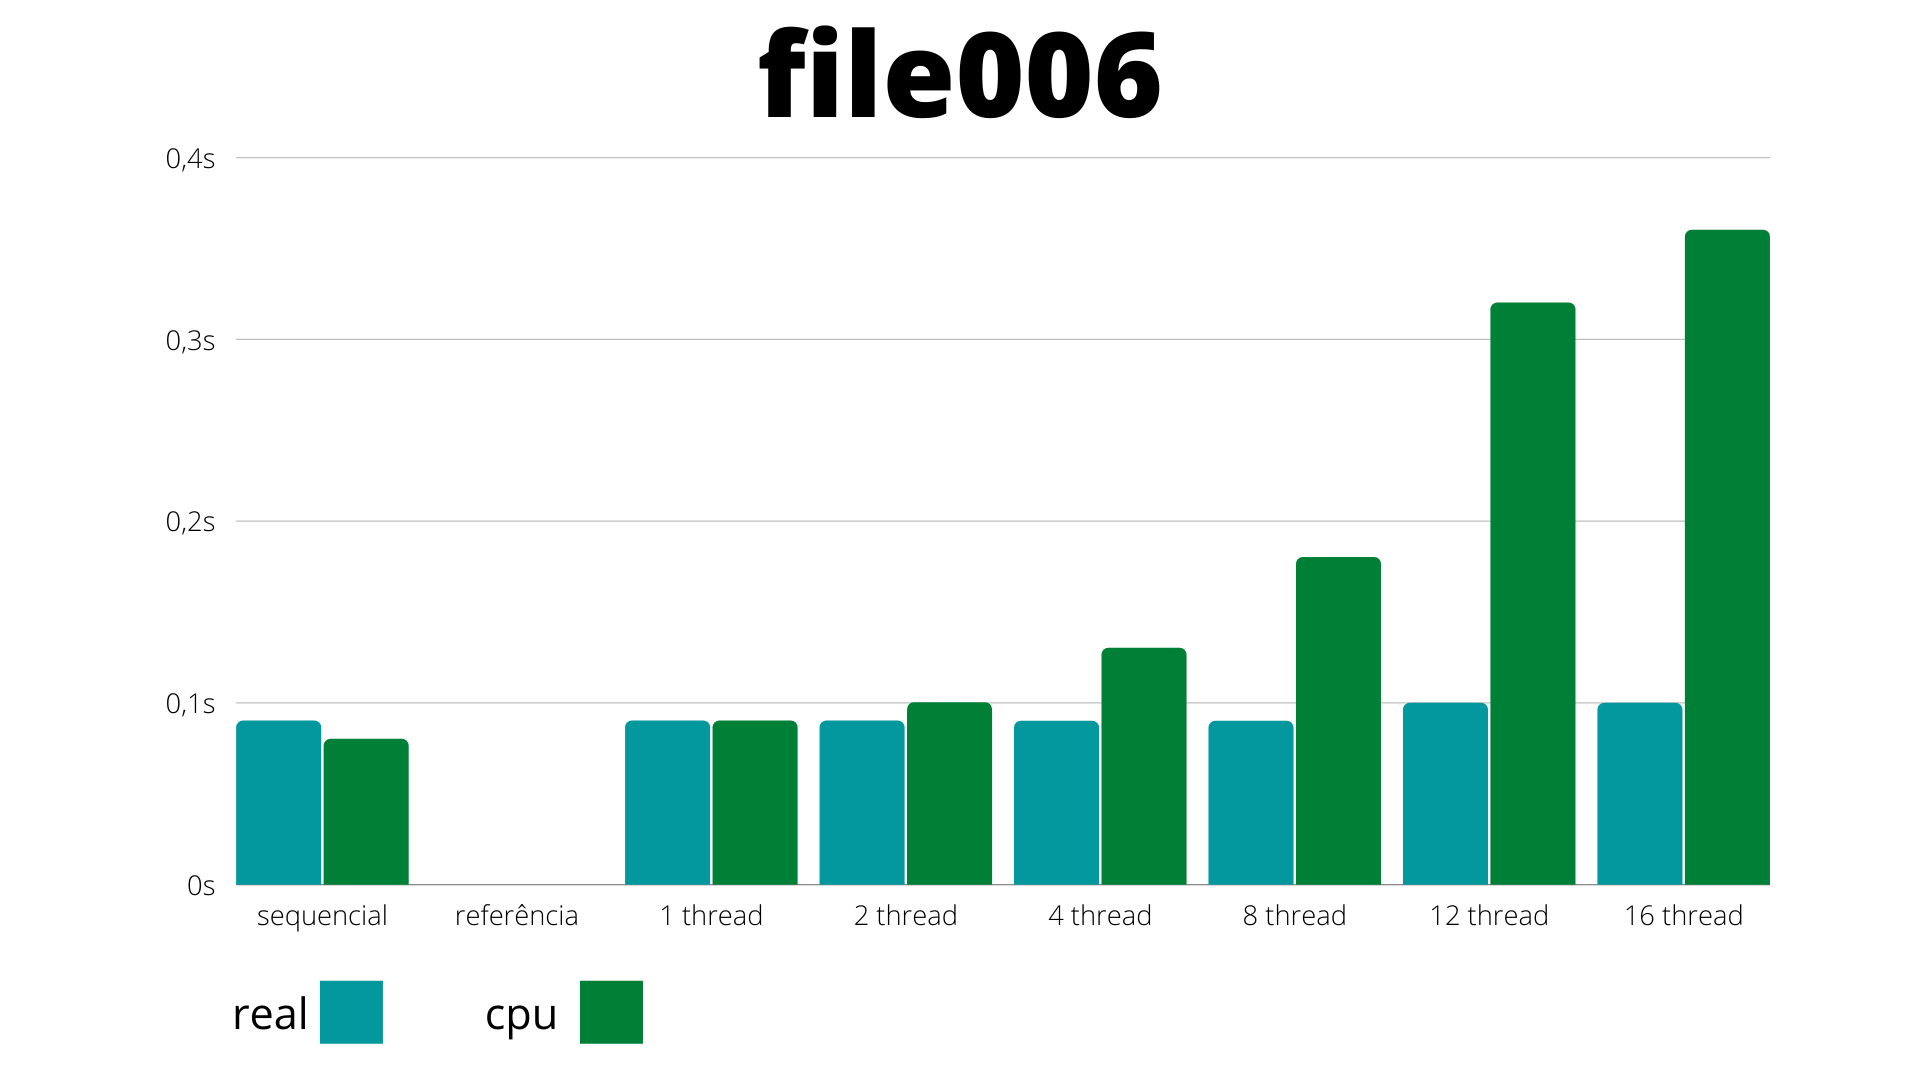 file006
0,4s
0,3s
0,2s
0,1s
0s
sequencial referência 1 thread 2 thread 4 thread 8 thread 12 thread 16 thread
real cpu